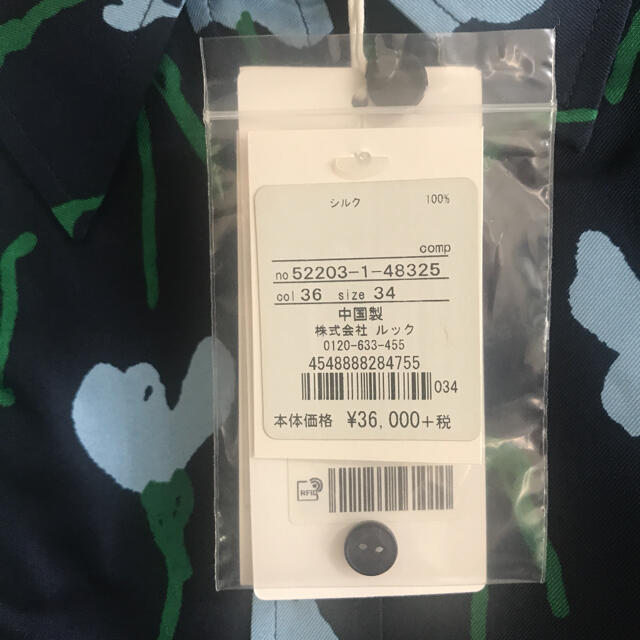 シルク 100%
comp
no 52203-1-48325
col 36 size 34
中国製
株式会社 ルック
0120-633-455
4548888284755
034
本体価格 ¥36,000+税
RFID